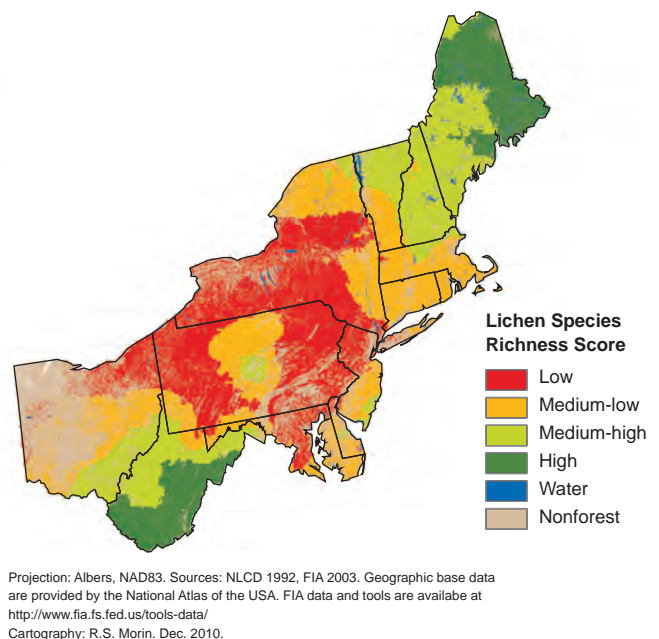 Lichen Species
Richness Score
Low
Medium-low
Medium-high
High
Water
Nonforest
Projection: Albers, NAD83. Sources: NLCD 1992, FIA 2003. Geographic base data
are provided by the National Atlas of the USA. FIA data and tools are availabe at
http://www.fia.fs.fed.us/tools-data/
Cartography: R.S. Morin. Dec. 2010.